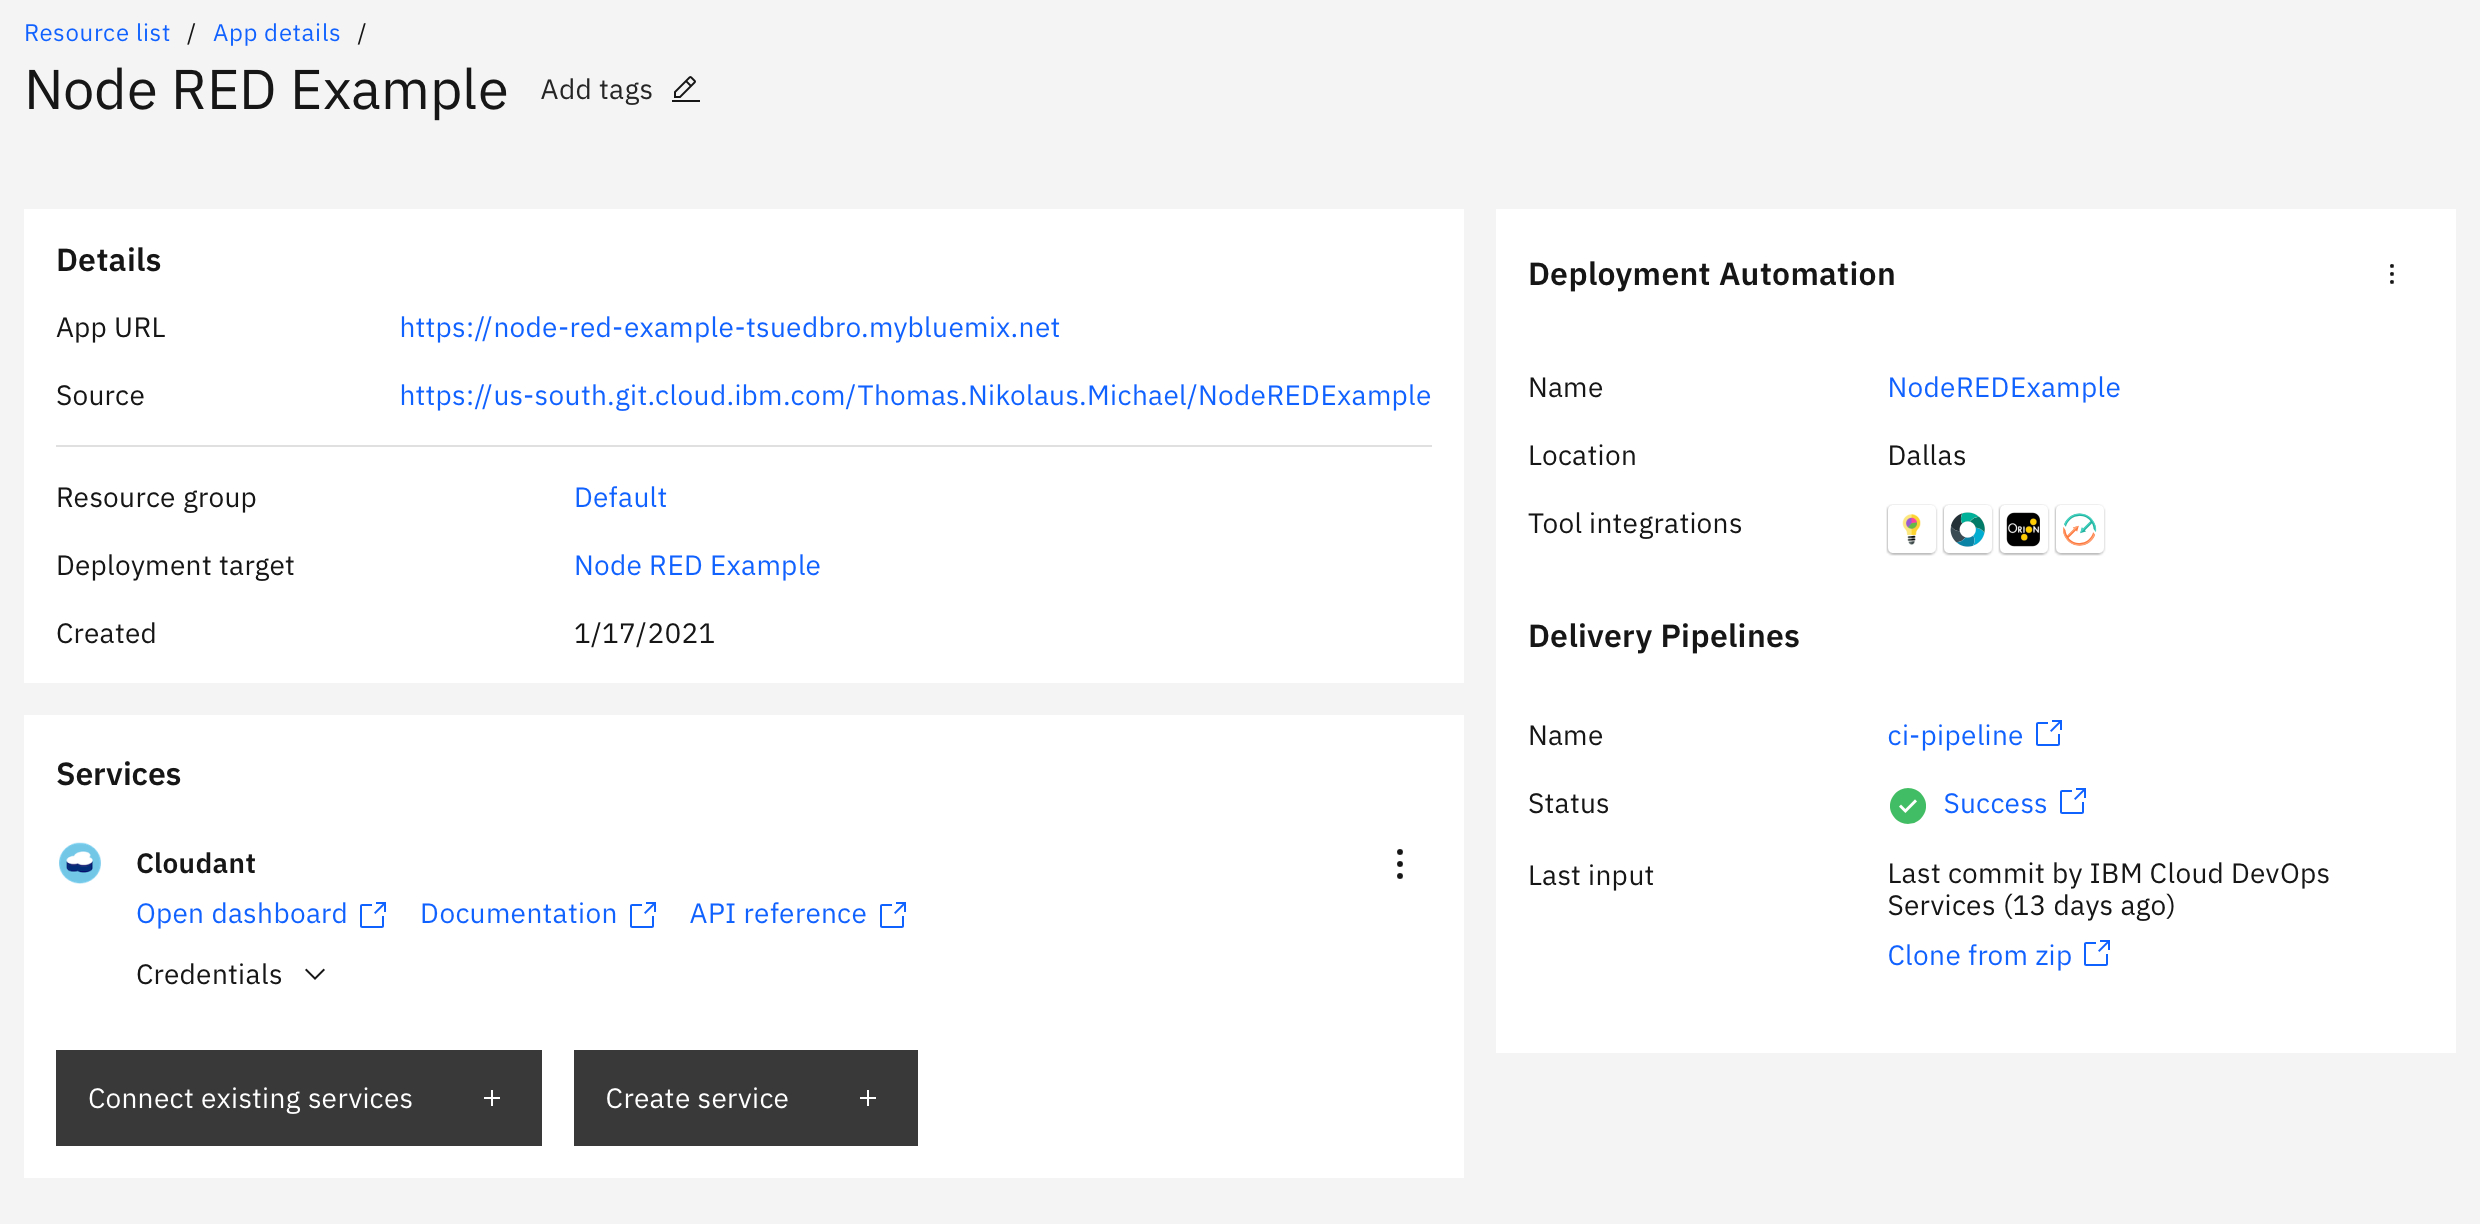 Resource list / App details /
Node RED Example Add tags
Details
App URL https://node-red-example-tsuedbro.mybluemix.net
Source https://us-south.git.cloud.ibm.com/Thomas.Nikolaus.Michael/NodeREDExample
Resource group Default
Deployment target Node RED Example
Created 1/17/2021
Services
Cloudant
Open dashboard Documentation API reference
Credentials
Connect existing services +
Create service +
Deployment Automation
Name NodeREDExample
Location Dallas
Tool integrations
ORION
Delivery Pipelines
Name ci-pipeline
Status Success
Last input Last commit by IBM Cloud DevOps
Services (13 days ago)
Clone from zip